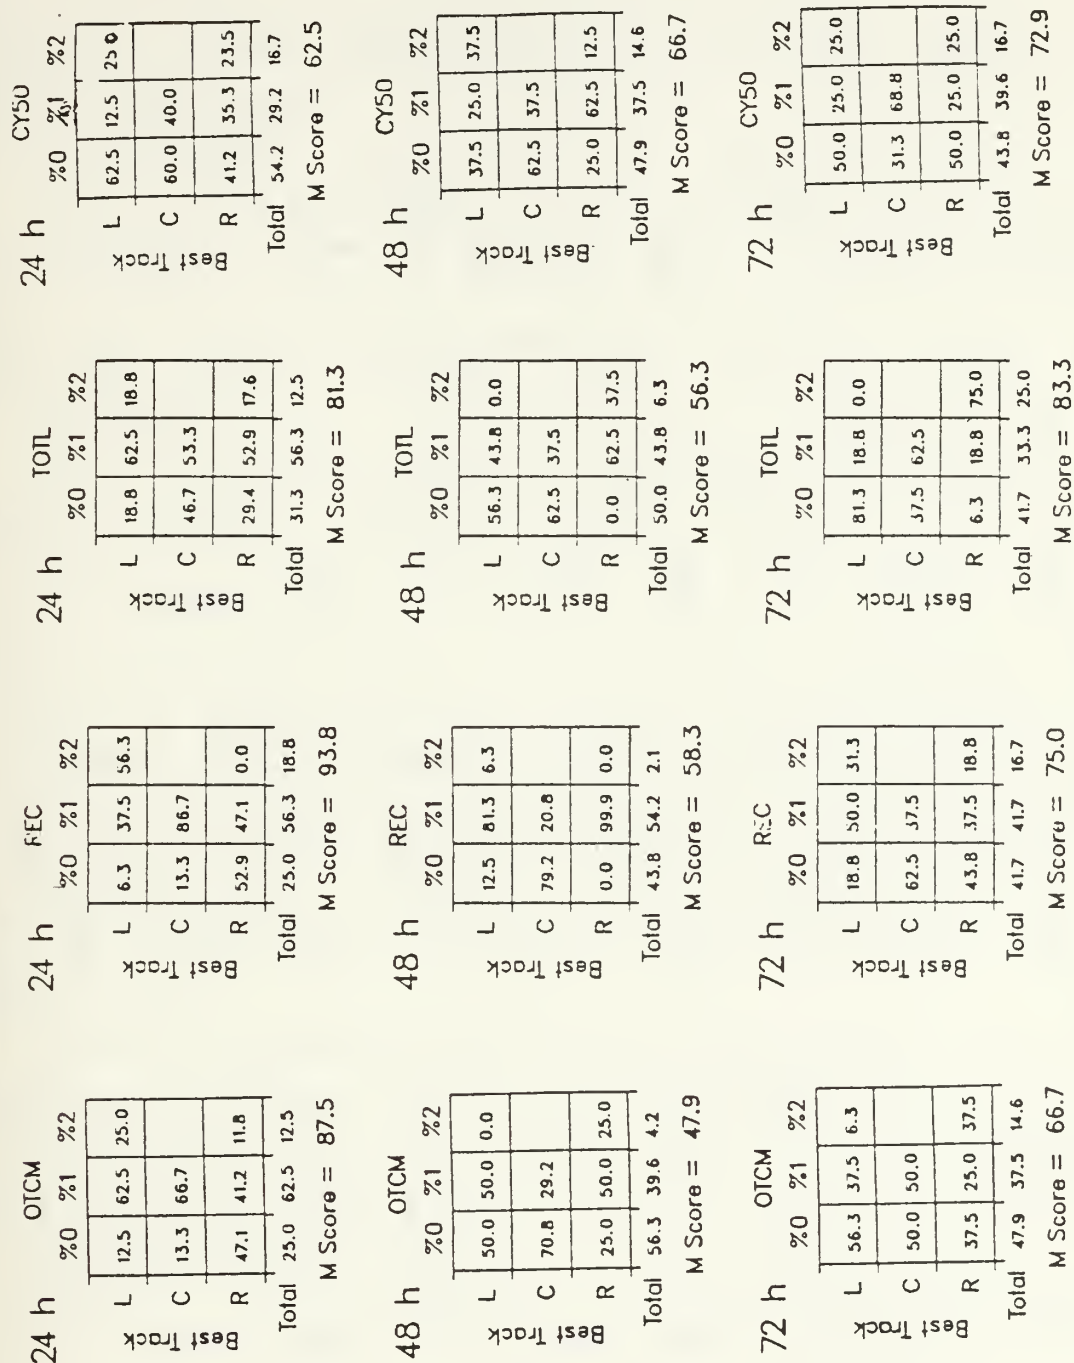 24 h
OTCM
%0 %1 %2
Best Track
L 12.5 62.5 25.0
C 13.3 66.7
R 47.1 41.2 11.8
Total 25.0 62.5 12.5
M Score = 87.5
24 h
REC
%0 %1 %2
Best Track
L 6.3 37.5 56.3
C 13.3 86.7
R 52.9 47.1 0.0
Total 25.0 56.3 18.8
M Score = 93.8
24 h
TOTL
%0 %1 %2
Best Track
L 18.8 62.5 18.8
C 46.7 53.3
R 29.4 52.9 17.6
Total 31.3 56.3 12.5
M Score = 81.3
24 h
CY50
%0 %1 %2
Best Track
L 62.5 12.5 25.0
C 60.0 40.0
R 41.2 35.3 23.5
Total 54.2 29.2 16.7
M Score = 62.5
48 h
OTCM
%0 %1 %2
Best Track
L 50.0 50.0 0.0
C 70.8 29.2
R 25.0 50.0 25.0
Total 56.3 39.6 4.2
M Score = 47.9
48 h
REC
%0 %1 %2
Best Track
L 12.5 81.3 6.3
C 79.2 20.8
R 0.0 99.9 0.0
Total 43.8 54.2 2.1
M Score = 58.3
48 h
TOTL
%0 %1 %2
Best Track
L 56.3 43.8 0.0
C 62.5 37.5
R 0.0 62.5 37.5
Total 50.0 43.8 6.3
M Score = 56.3
48 h
CY50
%0 %1 %2
Best Track
L 37.5 25.0 37.5
C 62.5 37.5
R 25.0 62.5 12.5
Total 47.9 37.5 14.6
M Score = 66.7
72 h
OTCM
%0 %1 %2
Best Track
L 56.3 37.5 6.3
C 50.0 50.0
R 37.5 25.0 37.5
Total 47.9 37.5 14.6
M Score = 66.7
72 h
REC
%0 %1 %2
Best Track
L 18.8 50.0 31.3
C 62.5 37.5
R 43.8 37.5 18.8
Total 41.7 41.7 16.7
M Score = 75.0
72 h
TOTL
%0 %1 %2
Best Track
L 81.3 18.8 0.0
C 37.5 62.5
R 6.3 18.8 75.0
Total 41.7 33.3 25.0
M Score = 83.3
72 h
CY50
%0 %1 %2
Best Track
L 50.0 25.0 25.0
C 31.3 68.8
R 50.0 25.0 25.0
Total 43.8 39.6 16.7
M Score = 72.9